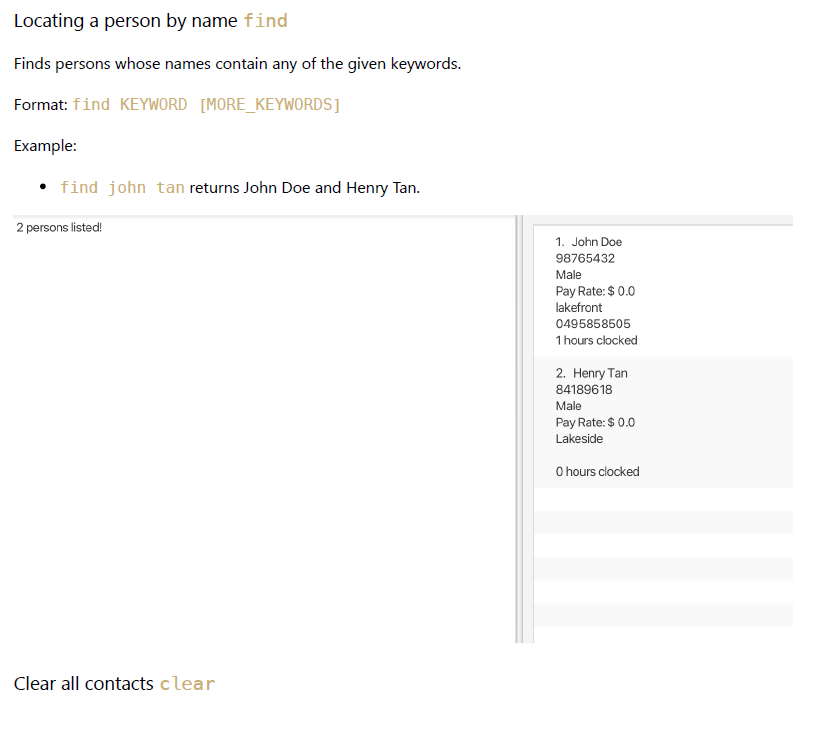 Locating a person by name find
Finds persons whose names contain any of the given keywords.
Format: find KEYWORD [MORE_KEYWORDS]
Example:
• find john tan returns John Doe and Henry Tan.
2 persons listed!
1. John Doe
98765432
Male
Pay Rate: $ 0.0
lakefront
0495858505
1 hours clocked
2. Henry Tan
84189618
Male
Pay Rate: $ 0.0
Lakeside
0 hours clocked
Clear all contacts clear